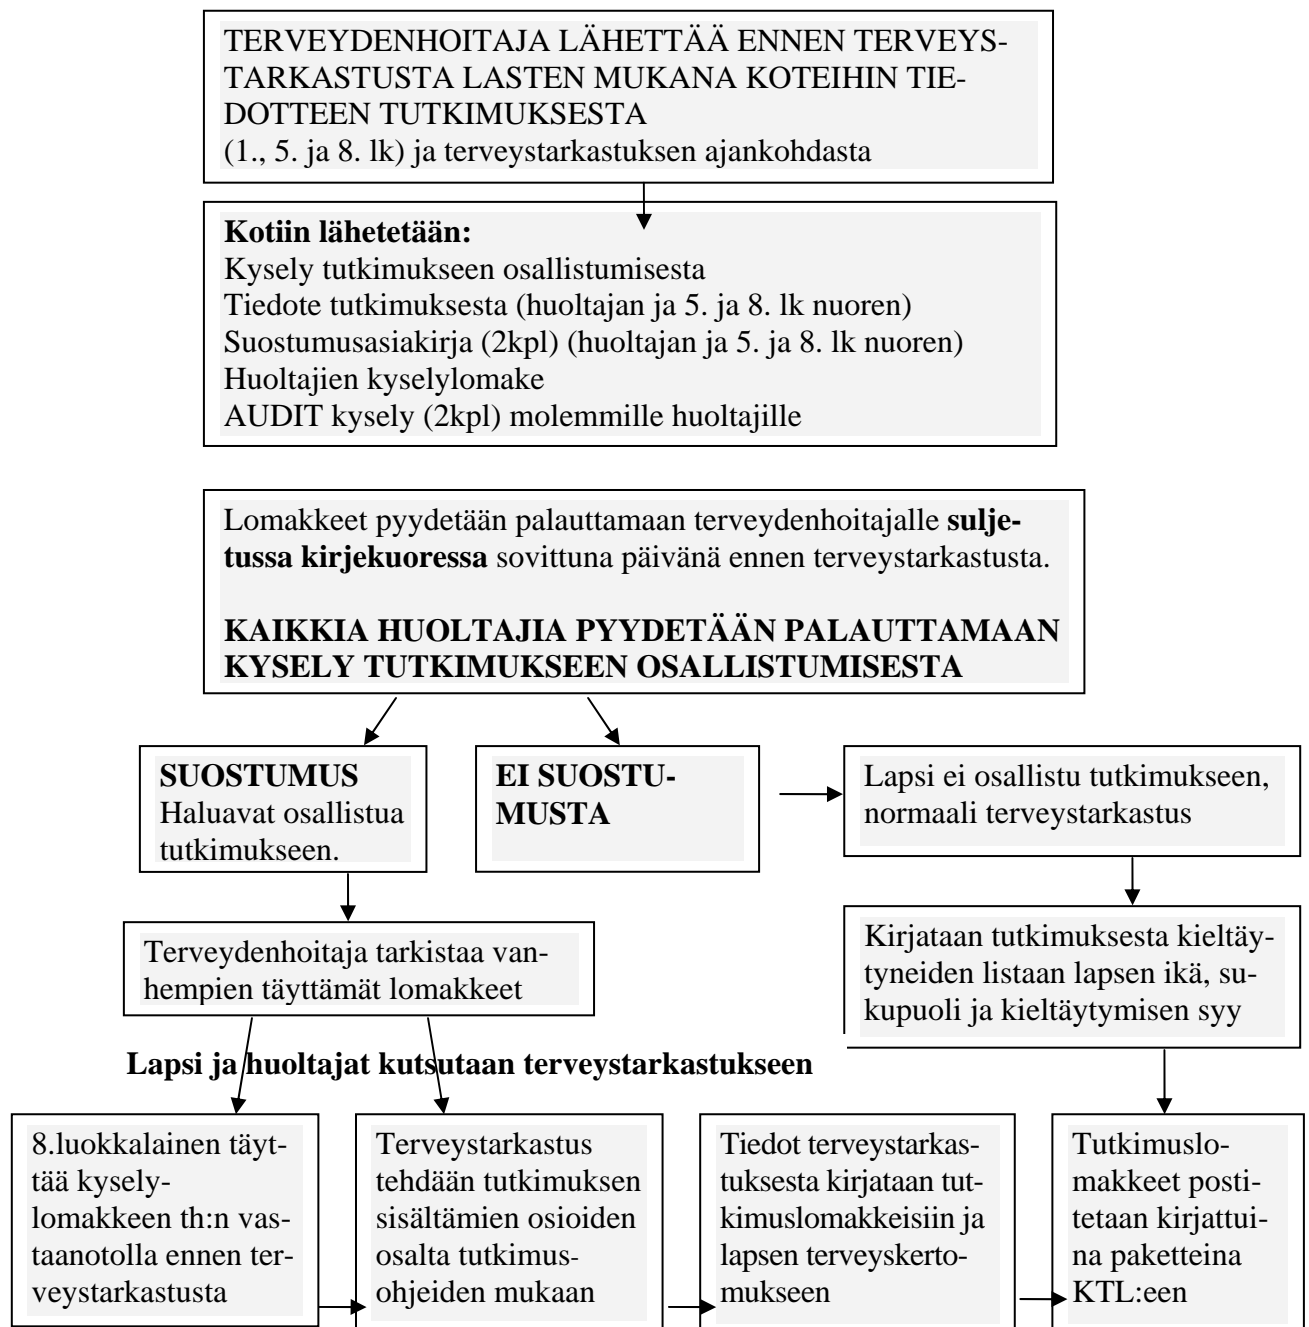 TERVEYDENHOITAJA LÄHETTÄÄ ENNEN TERVEYS-
TARKASTUSTA LASTEN MUKANA KOTEIHIN TIE-
DOTTEEN TUTKIMUKSESTA
(1., 5. ja 8. lk) ja terveystarkastuksen ajankohdasta
Kotiin lähetetään:
Kysely tutkimukseen osallistumisesta
Tiedote tutkimuksesta (huoltajan ja 5. ja 8. lk nuoren)
Suostumusasiakirja (2kpl) (huoltajan ja 5. ja 8. lk nuoren)
Huoltajien kyselylomake
AUDIT kysely (2kpl) molemmille huoltajille
Lomakkeet pyydetään palauttamaan terveydenhoitajalle sulje-
tussa kirjekuoressa sovittuna päivänä ennen terveystarkastusta.
KAIKKIA HUOLTAJIA PYYDETÄÄN PALAUTTAMAAN
KYSELY TUTKIMUKSEEN OSALLISTUMISESTA
SUOSTUMUS
Haluavat osallistua
tutkimukseen.
EI SUOSTU-
MUSTA
Lapsi ei osallistu tutkimukseen,
normaali terveystarkastus
Terveydenhoitaja tarkistaa van-
hempien täyttämät lomakkeet
Kirjataan tutkimuksesta kieltäy-
tyneiden listaan lapsen ikä, su-
kupuoli ja kieltäytymisen syy
Lapsi ja huoltajat kutsutaan terveystarkastukseen
8.luokkalainen täyt-
tää kysely-
lomakkeen th:n vas-
taanotolla ennen ter-
veystarkastusta
Terveystarkastus
tehdään tutkimuksen
sisältämien osioiden
osalta tutkimus-
ohjeiden mukaan
Tiedot terveystarkas-
tuksesta kirjataan tut-
kimuslomakkeisiin ja
lapsen terveyskerto-
mukseen
Tutkimuslo-
makkeet posti-
tetaan kirjattui-
na paketteina
KTL:een